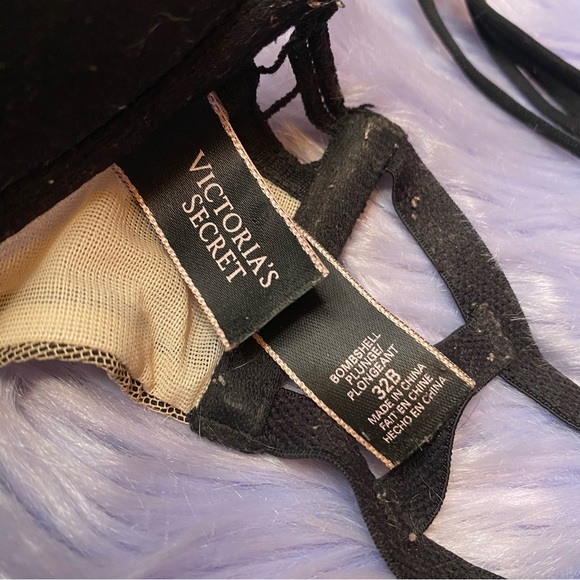 VICTORIA'S
SECRET
BOMBSHELL
PLUNGE/
PLONGEANT
32B
MADE IN CHINA
FAIT EN CHINE
HECHO EN CHINA